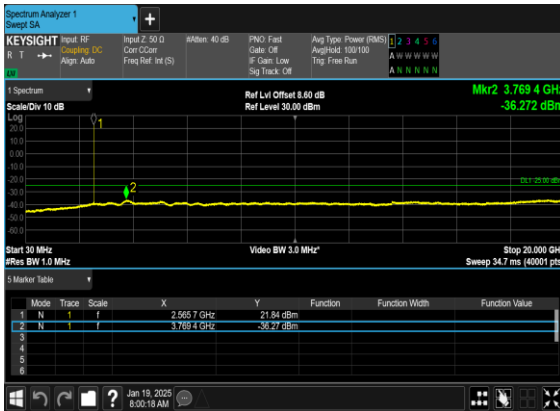 Spectrum Analyzer 1
Swept SA
+
KEYSIGHT
R T
LW
Input: RF
Coupling: DC
Align: Auto
Input Z: 50 Ω
Corr CCorr
Freq Ref: Int (S)
#Atten: 40 dB
PNO: Fast
Gate: Off
IF Gain: Low
Sig Track: Off
Avg Type: Power (RMS)
Avg|Hold: 100/100
Trig: Free Run
1 2 3 4 5 6
A W W W W W
A N N N N N
1 Spectrum
Scale/Div 10 dB
Log
Ref Lvl Offset 8.60 dB
Ref Level 30.00 dBm
Mkr2 3.769 4 GHz
-36.272 dBm
20.0
10.0
0.00
-10.0
-20.0
-30.0
-40.0
-50.0
-60.0
1
2
DL1 -25.00 dBm
Start 30 MHz
#Res BW 1.0 MHz
Video BW 3.0 MHz*
Stop 20.000 GHz
Sweep 34.7 ms (40001 pts)
5 Marker Table
Mode Trace Scale X Y Function Function Width Function Value
1 N 1 f 2.565 7 GHz 21.84 dBm
2 N 1 f 3.769 4 GHz -36.27 dBm
3
4
5
6
?
Jan 19, 2025
8:00:18 AM